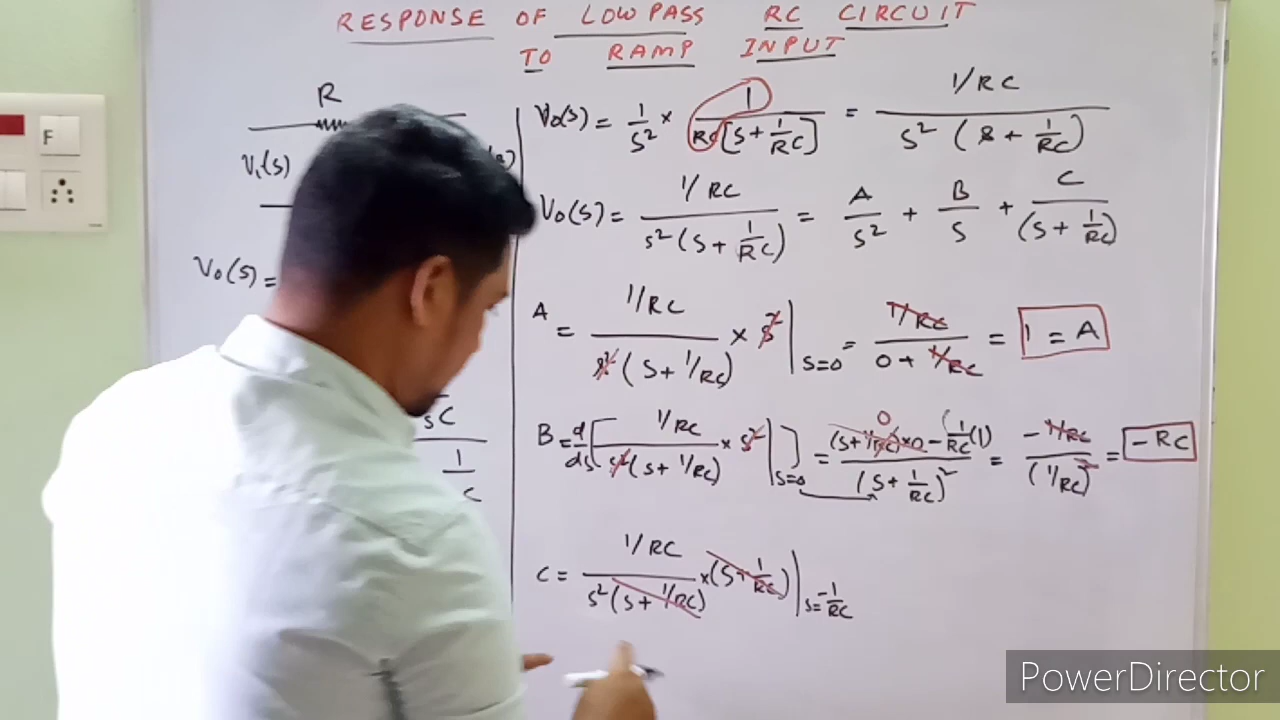 RESPONSE OF LOWPASS RC CIRCUIT
TO RAMP INPUT
R
V₁(s)
V₀(s)=
sC
1
C
V₀(s) = 1/s² × 1/RC[s + 1/RC] = 1/RC / s² (s + 1/RC)
V₀(s) = 1/RC / s²(s + 1/RC) = A/s² + B/s + C/(s + 1/RC)
A = 1/RC / s²(s + 1/RC) × s² |s=0 = 1/RC / 0 + 1/RC = 1 = A
B = d/ds [ 1/RC / s²(s + 1/RC) × s² | ]s=0 = (s + 1/RC) × 0 - (1/RC)(1) / (s + 1/RC)² = - 1/RC / (1/RC)² = - RC
0
C = 1/RC / s²(s + 1/RC) × (s + 1/RC) |s = -1/RC
F
PowerDirector